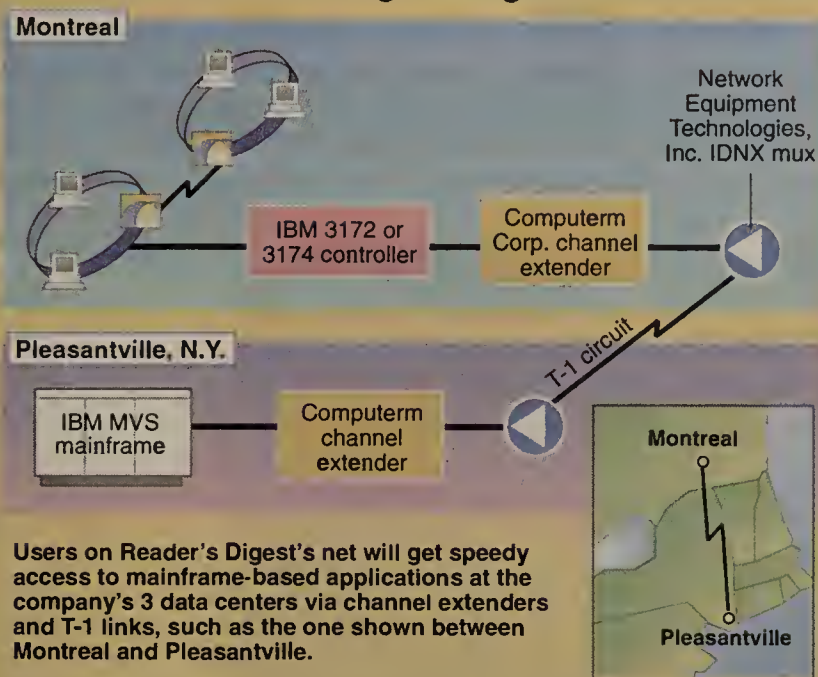 Montreal
Network
Equipment
Technologies,
Inc. IDNX mux
IBM 3172 or
3174 controller
Computerm
Corp. channel
extender
T-1 circuit
Pleasantville, N.Y.
IBM MVS
mainframe
Computerm
channel
extender
Montreal
Pleasantville
Users on Reader's Digest's net will get speedy
access to mainframe-based applications at the
company's 3 data centers via channel extenders
and T-1 links, such as the one shown between
Montreal and Pleasantville.